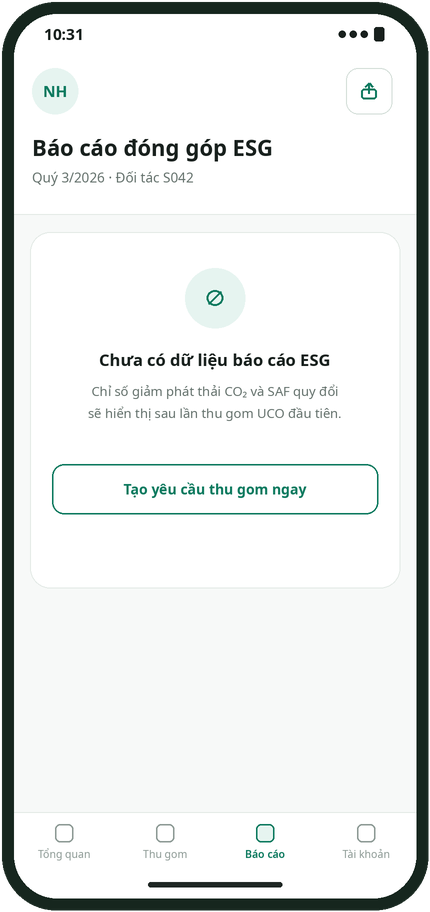 10:31
NH
Báo cáo đóng góp ESG
Quý 3/2026 · Đối tác S042
Chưa có dữ liệu báo cáo ESG
Chỉ số giảm phát thải CO₂ và SAF quy đổi
sẽ hiển thị sau lần thu gom UCO đầu tiên.
Tạo yêu cầu thu gom ngay
Tổng quan
Thu gom
Báo cáo
Tài khoản